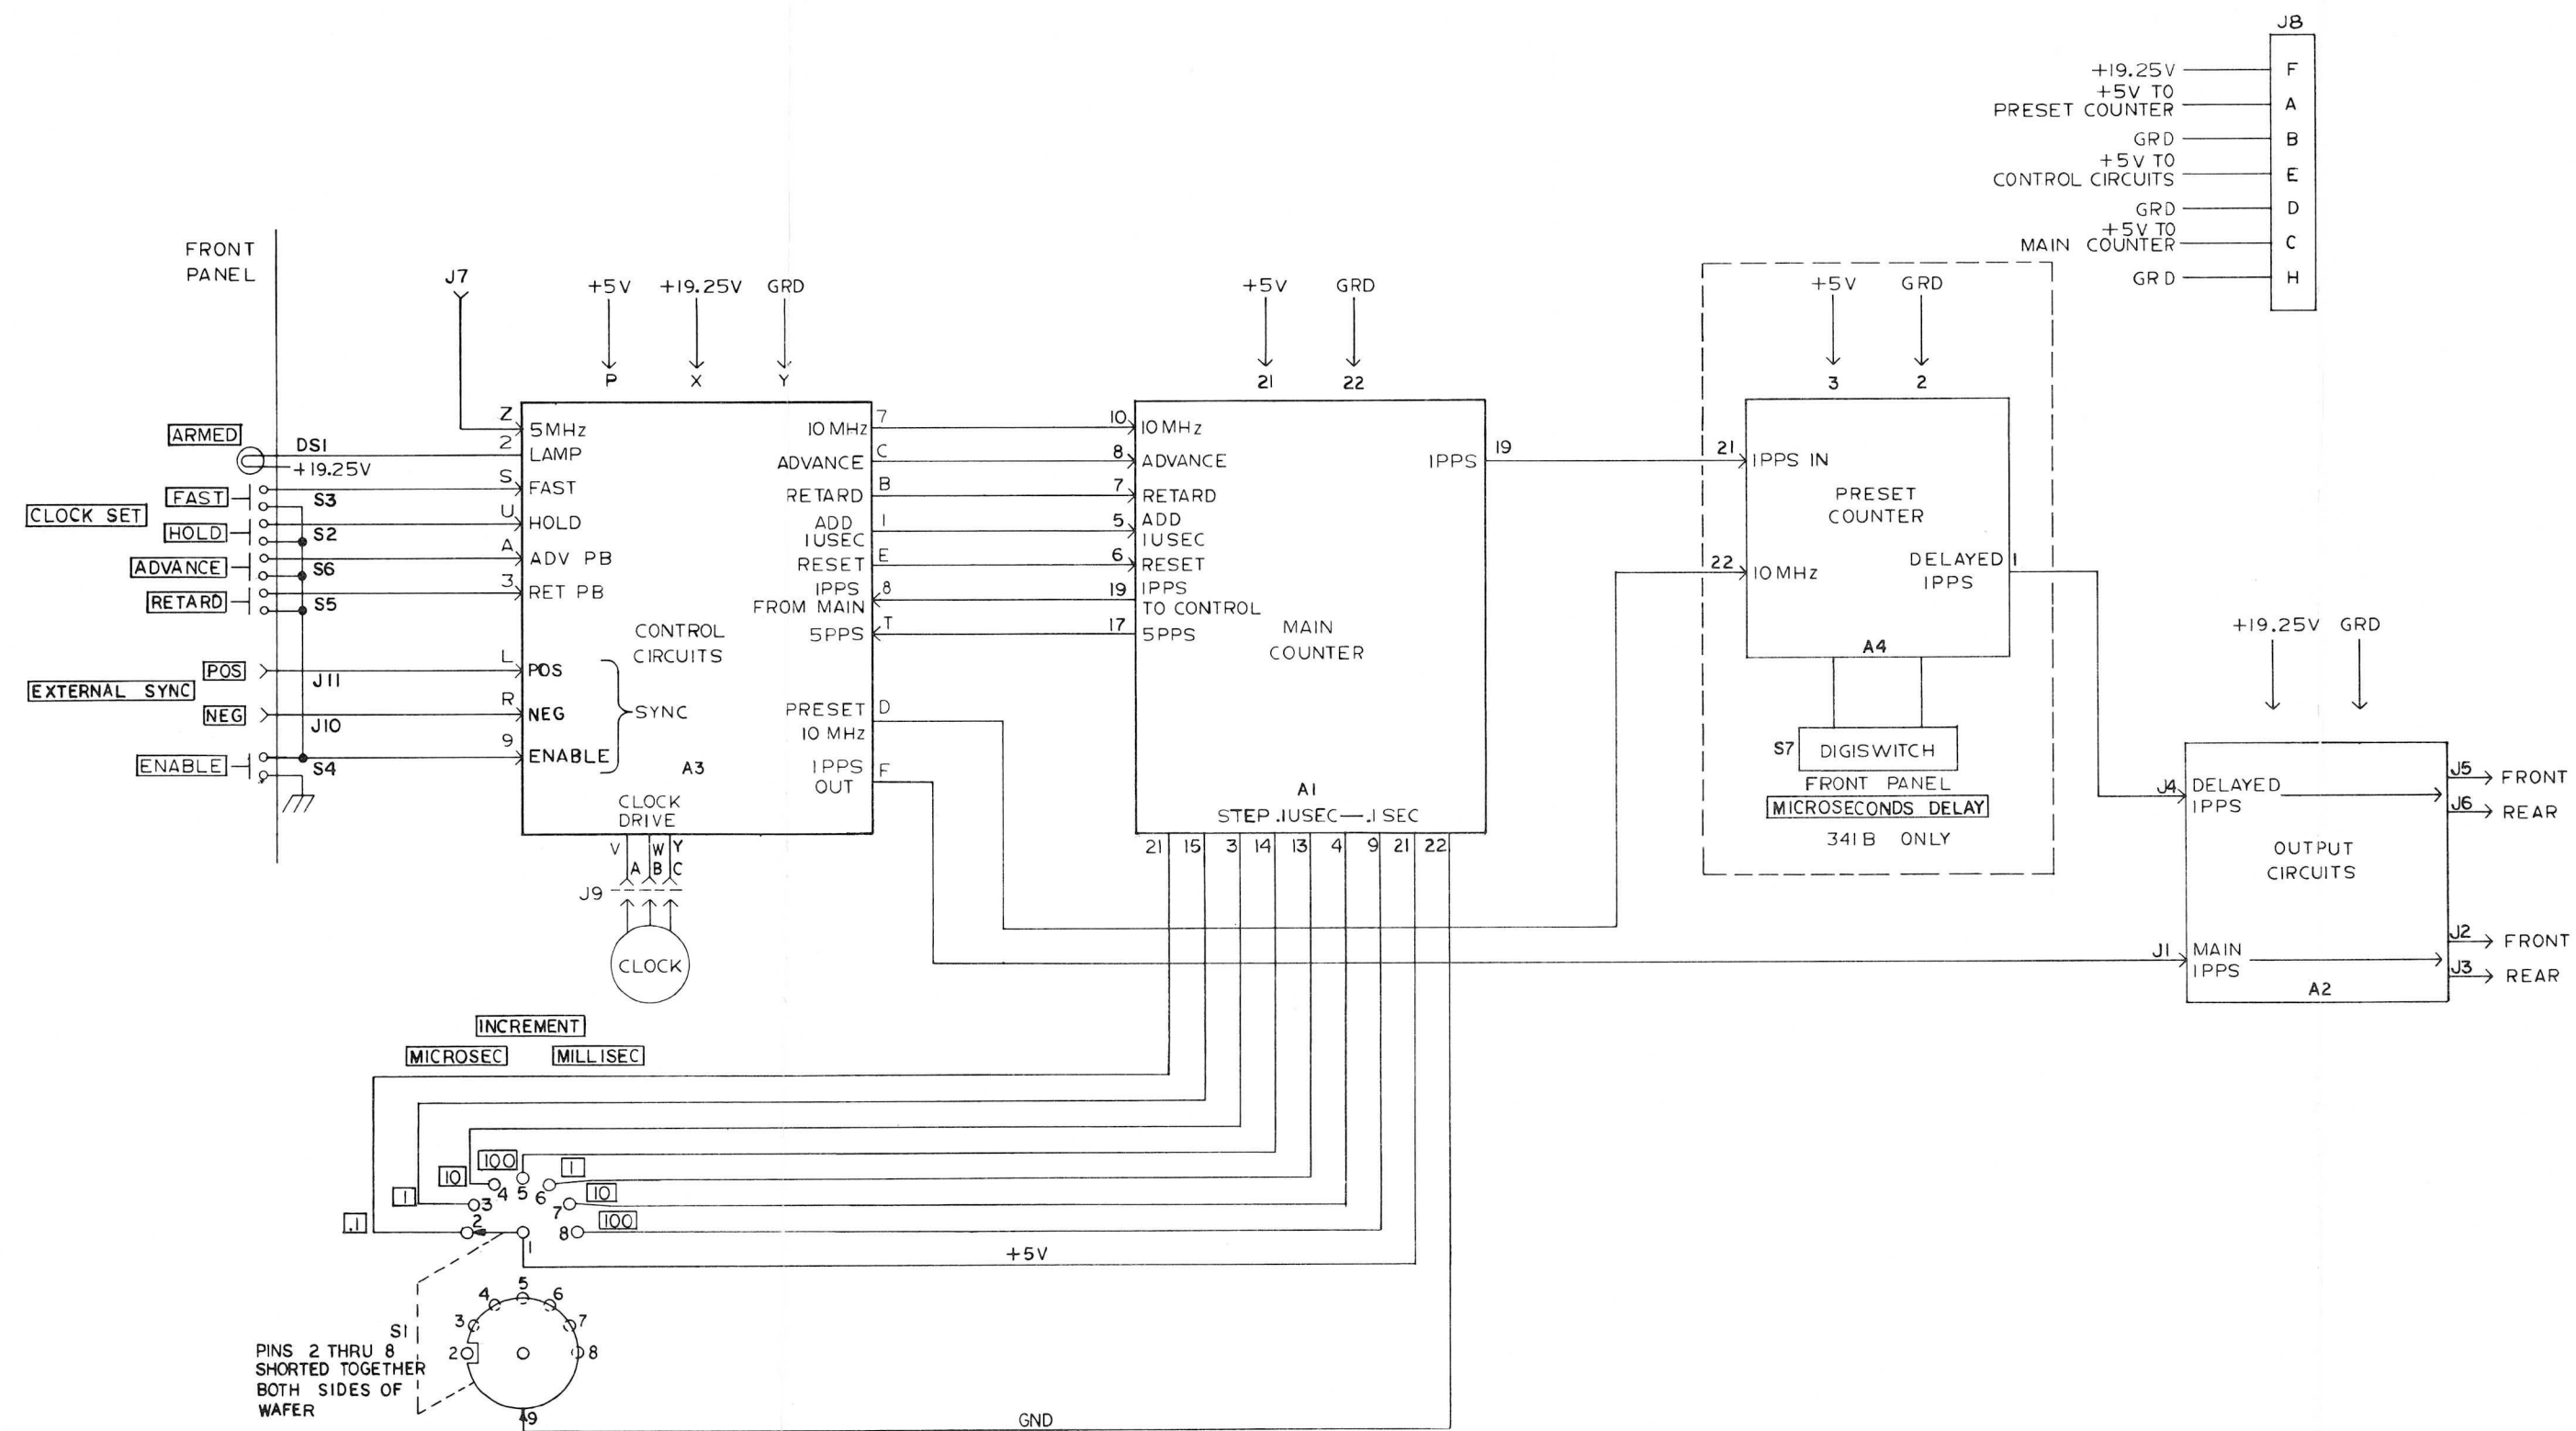 J8
+19.25V
F
+5V TO
PRESET COUNTER
A
GRD
B
+5V TO
CONTROL CIRCUITS
E
GRD
D
+5V TO
MAIN COUNTER
C
GRD
H
FRONT
PANEL
J7
+5V
+19.25V
GRD
P
X
Y
ARMED
DS1
+19.25V
CLOCK SET
FAST
S3
HOLD
S2
ADVANCE
S6
RETARD
S5
EXTERNAL SYNC
POS
J11
NEG
J10
ENABLE
S4
Z
5MHz
2
LAMP
S
FAST
U
HOLD
A
ADV PB
3
RET PB
L
POS
R
NEG
SYNC
9
ENABLE
CONTROL
CIRCUITS
A3
CLOCK
DRIVE
10 MHz
7
ADVANCE
C
RETARD
B
ADD
1USEC
1
RESET
E
1PPS
FROM MAIN
8
5PPS
T
PRESET
10 MHz
D
1PPS
OUT
F
V
W
Y
A
B
C
J9
CLOCK
+5V
GRD
21
22
10
10MHz
8
ADVANCE
7
RETARD
5
ADD
1USEC
6
RESET
19
1PPS
TO CONTROL
17
5PPS
1PPS
19
MAIN
COUNTER
A1
STEP .1USEC—.1 SEC
21
15
3
14
13
4
9
21
22
+5V
GRD
3
2
21
1PPS IN
PRESET
COUNTER
22
10MHz
DELAYED
1PPS
1
A4
S7
DIGISWITCH
FRONT PANEL
MICROSECONDS DELAY
341B ONLY
+19.25V
GRD
J4
DELAYED
1PPS
J5
FRONT
J6
REAR
OUTPUT
CIRCUITS
J1
MAIN
1PPS
J2
FRONT
J3
REAR
A2
INCREMENT
MICROSEC
MILLISEC
.1
1
10
100
1
10
100
2
3
4
5
6
7
8
1
+5V
S1
2
3
4
5
6
7
8
9
PINS 2 THRU 8
SHORTED TOGETHER
BOTH SIDES OF
WAFER
GND